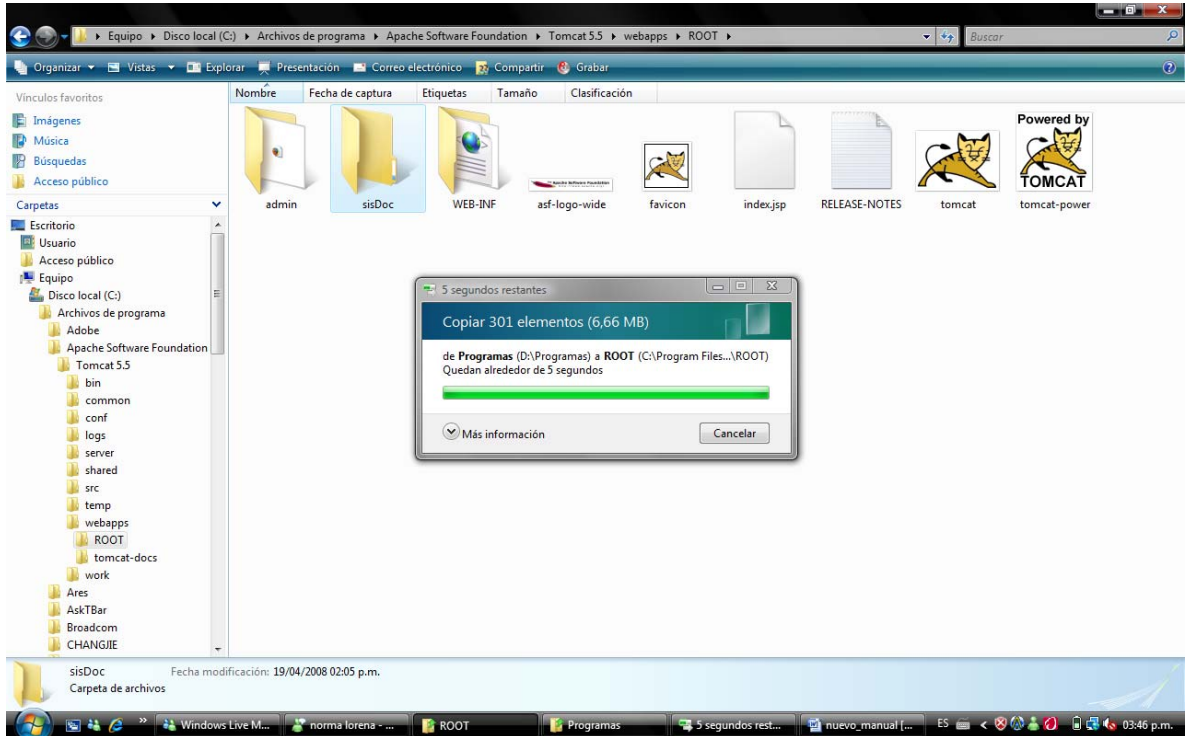 Equipo ▸ Disco local (C:) ▸ Archivos de programa ▸ Apache Software Foundation ▸ Tomcat 5.5 ▸ webapps ▸ ROOT ▸
Buscar
Organizar Vistas Explorar Presentación Correo electrónico Compartir Grabar
Vínculos favoritos
Imágenes
Música
Búsquedas
Acceso público
Carpetas
Escritorio
Usuario
Acceso público
Equipo
Disco local (C:)
Archivos de programa
Adobe
Apache Software Foundation
Tomcat 5.5
bin
common
conf
logs
server
shared
src
temp
webapps
ROOT
tomcat-docs
work
Ares
AskTBar
Broadcom
CHANGJIE
Nombre Fecha de captura Etiquetas Tamaño Clasificación
Powered by
TOMCAT
admin sisDoc WEB-INF asf-logo-wide favicon index.jsp RELEASE-NOTES tomcat tomcat-power
5 segundos restantes
Copiar 301 elementos (6,66 MB)
de Programas (D:\Programas) a ROOT (C:\Program Files...\ROOT)
Quedan alrededor de 5 segundos
Más información
Cancelar
sisDoc Fecha modificación: 19/04/2008 02:05 p.m.
Carpeta de archivos
Windows Live M... norma lorena - ... ROOT Programas 5 segundos rest... nuevo_manual [... ES 03:46 p.m.